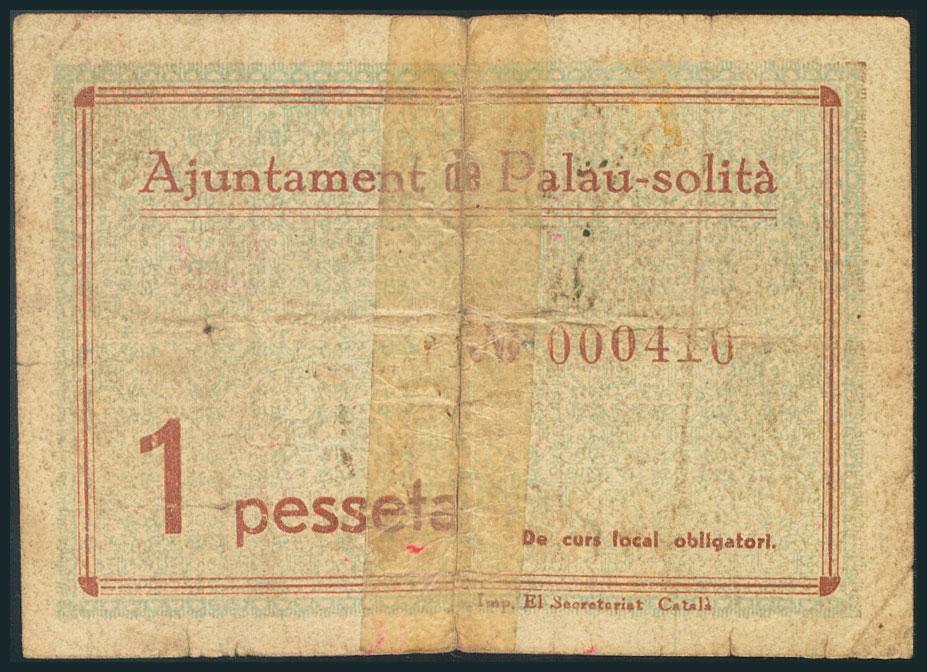 Ajuntament de Palau-solità
Nº 000410
1 pesseta
De curs local obligatori.
Imp. El Secretariat Català